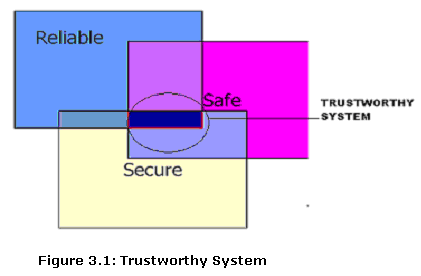 Reliable
Safe
TRUSTWORTHY
SYSTEM
Secure
Figure 3.1: Trustworthy System